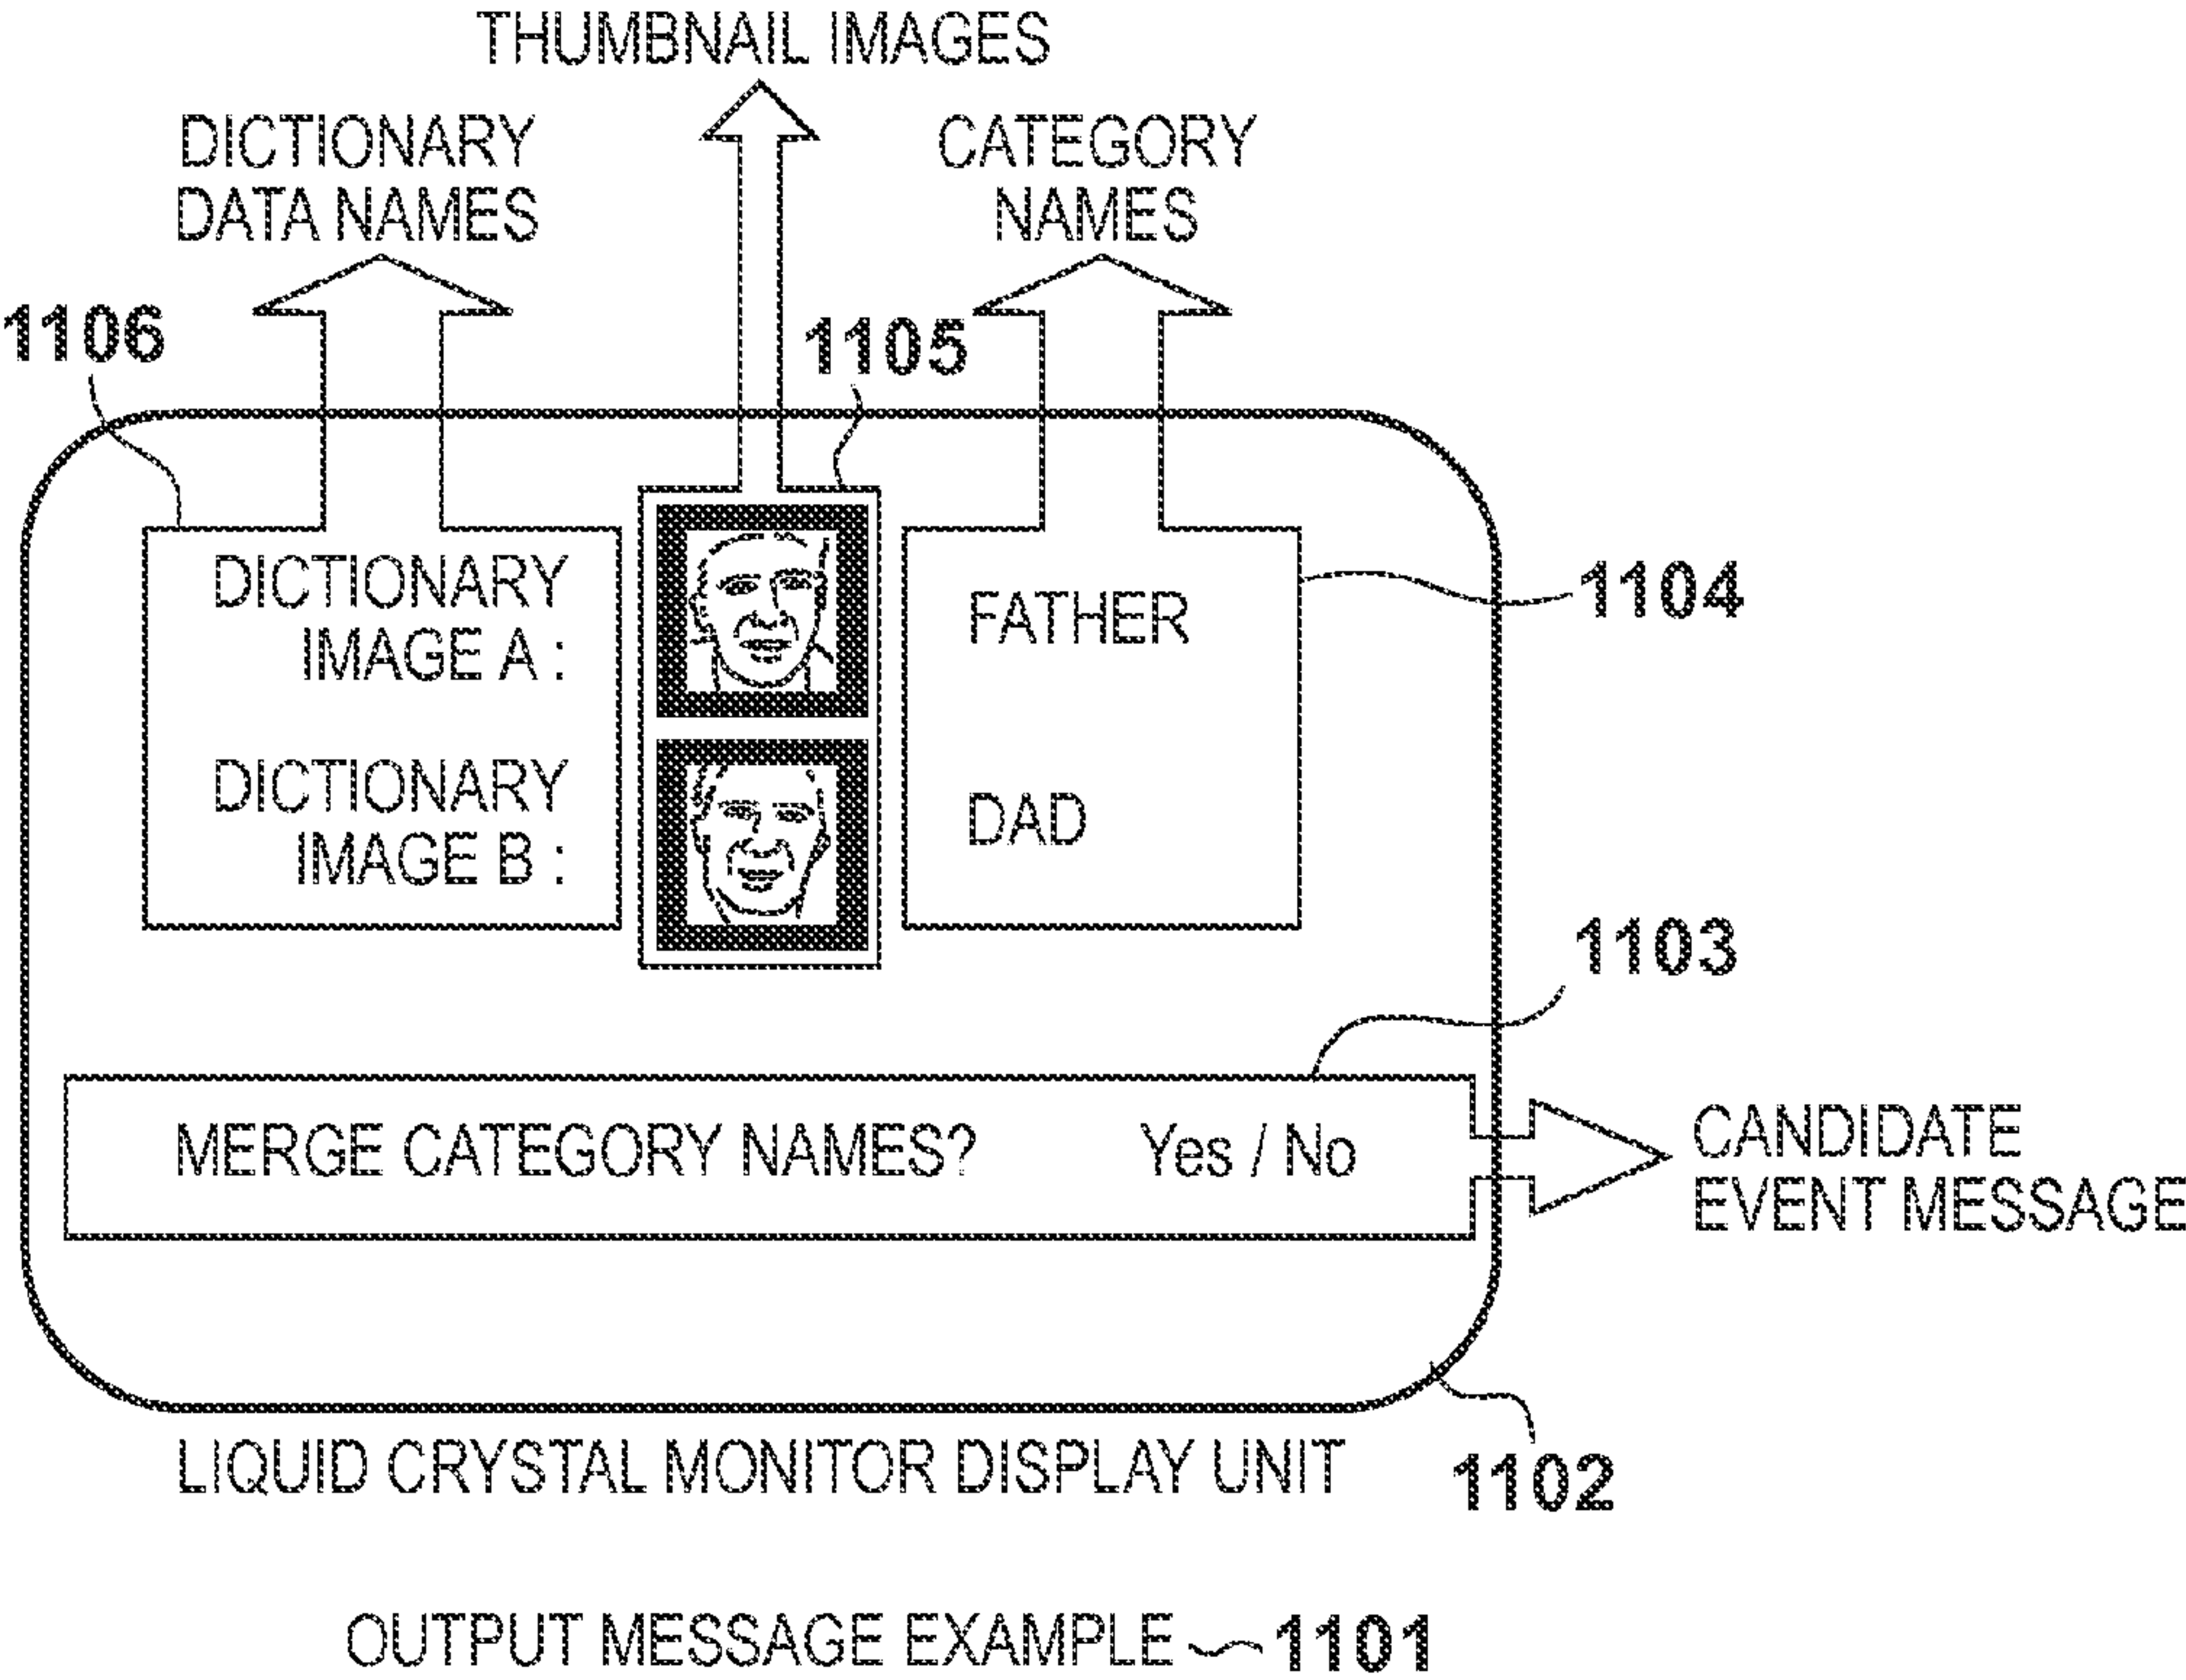 THUMBNAIL IMAGES
DICTIONARY
DATA NAMES
CATEGORY
NAMES
1106
1105
DICTIONARY
IMAGE A :
FATHER
1104
DICTIONARY
IMAGE B :
DAD
1103
MERGE CATEGORY NAMES? Yes / No
CANDIDATE
EVENT MESSAGE
LIQUID CRYSTAL MONITOR DISPLAY UNIT
1102
OUTPUT MESSAGE EXAMPLE 1101